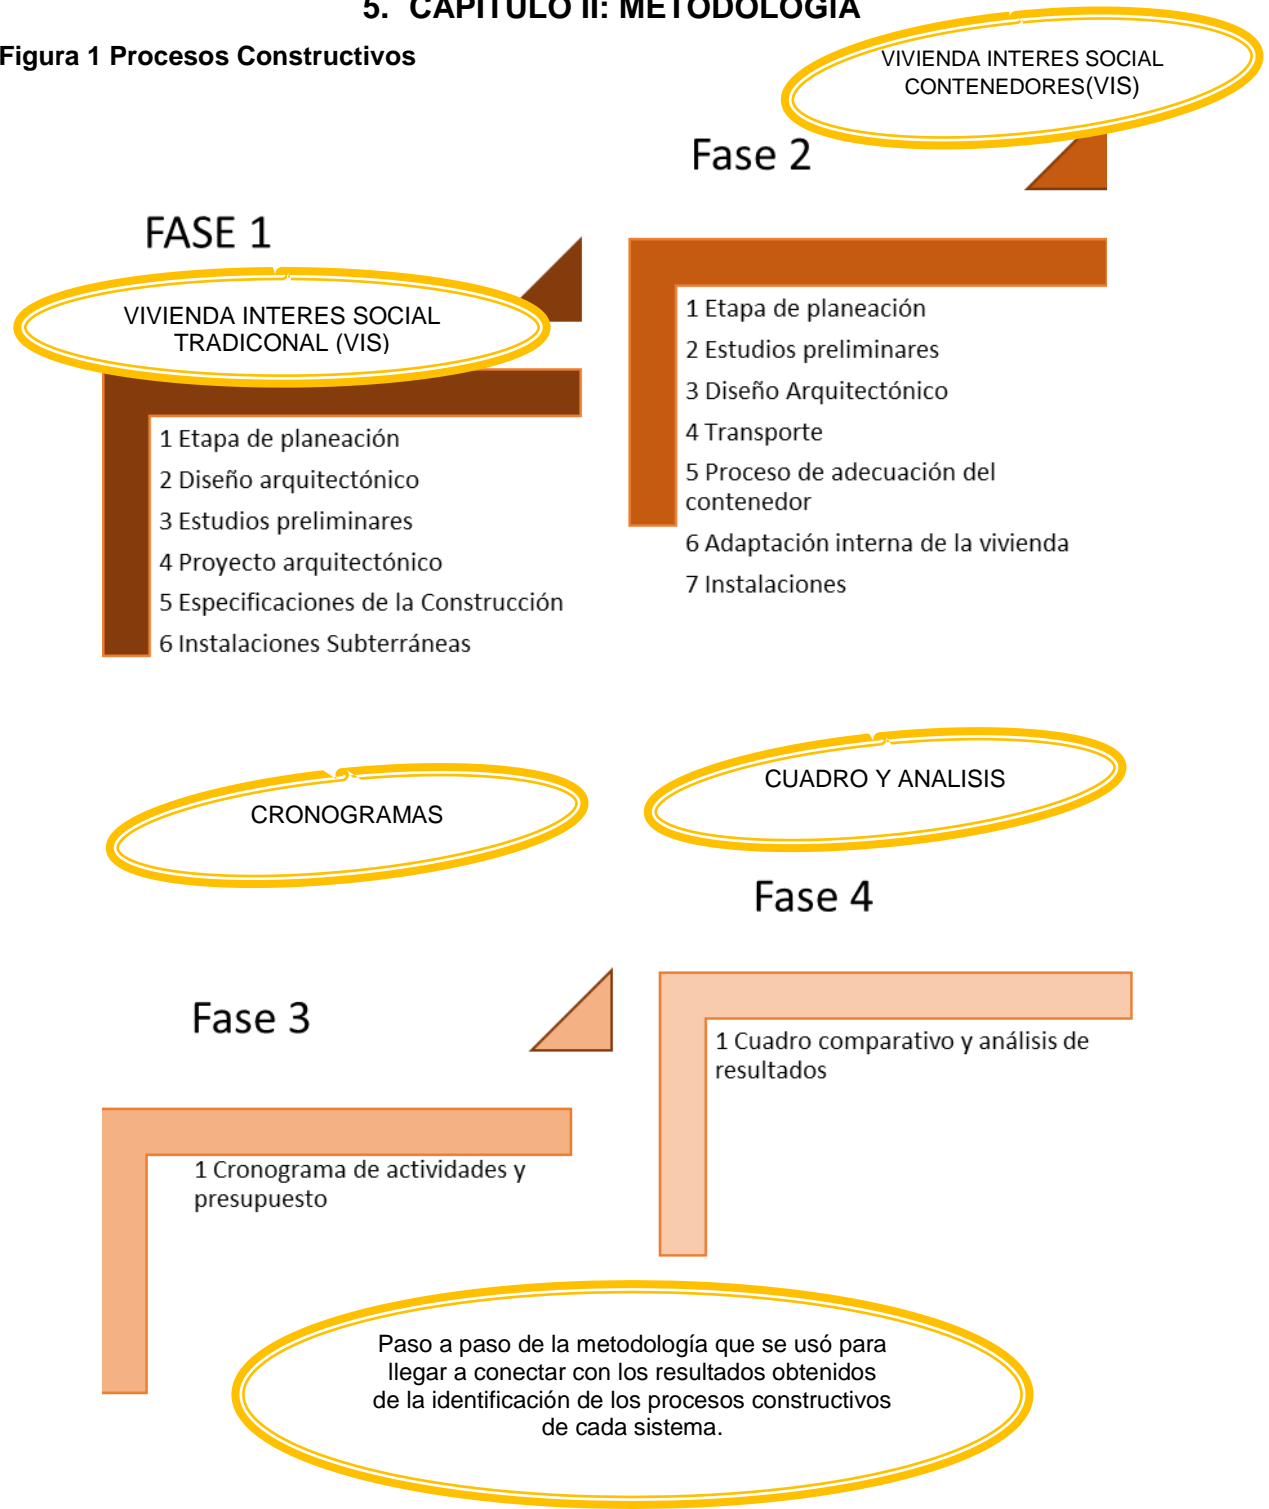 5. CAPITULO II: METODOLOGIA
Figura 1 Procesos Constructivos
VIVIENDA INTERES SOCIAL
CONTENEDORES(VIS)
Fase 2
1 Etapa de planeación
2 Estudios preliminares
3 Diseño Arquitectónico
4 Transporte
5 Proceso de adecuación del
contenedor
6 Adaptación interna de la vivienda
7 Instalaciones
FASE 1
VIVIENDA INTERES SOCIAL
TRADICONAL (VIS)
1 Etapa de planeación
2 Diseño arquitectónico
3 Estudios preliminares
4 Proyecto arquitectónico
5 Especificaciones de la Construcción
6 Instalaciones Subterráneas
CRONOGRAMAS
CUADRO Y ANALISIS
Fase 4
1 Cuadro comparativo y análisis de
resultados
Fase 3
1 Cronograma de actividades y
presupuesto
Paso a paso de la metodología que se usó para
llegar a conectar con los resultados obtenidos
de la identificación de los procesos constructivos
de cada sistema.